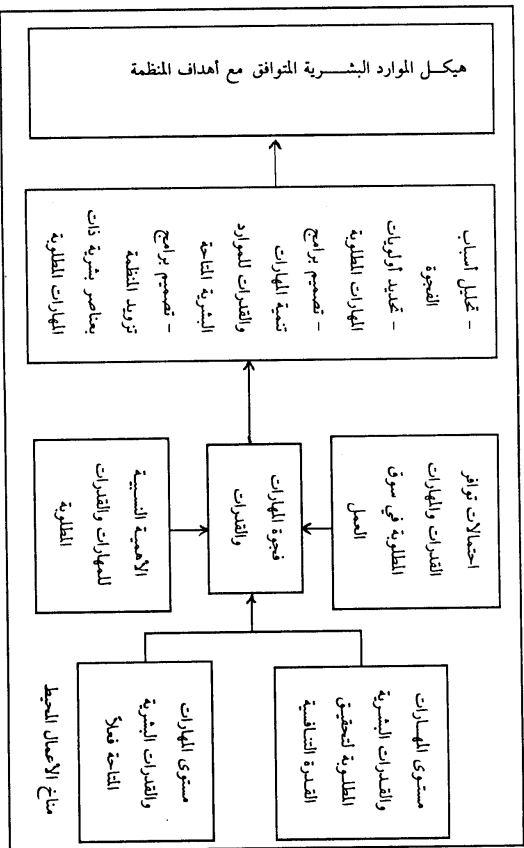 مستوى المهارات
والقدرات البشرية
المطلوبة لتحقيق
القدرة التنافسية
مستوى المهارات
والقدرات البشرية
المتاحة فعلاً
مناخ الأعمال المحيط
احتمالات توافر
القدرات والمهارات
المطلوبة في سوق
العمل
فجوة المهارات
والقدرات
الأهمية النسبية
للمهارات والقدرات
المطلوبة
- تحليل أسباب
الفجوة
- تحديد أولويات
المهارات المطلوبة
- تصميم برامج
تنمية المهارات
والقدرات للموارد
البشرية المتاحة
- تصميم برامج
تزويد المنظمة
بعناصر بشرية ذات
المهارات المطلوبة
هيكل الموارد البشرية المتوافق مع أهداف المنظمة